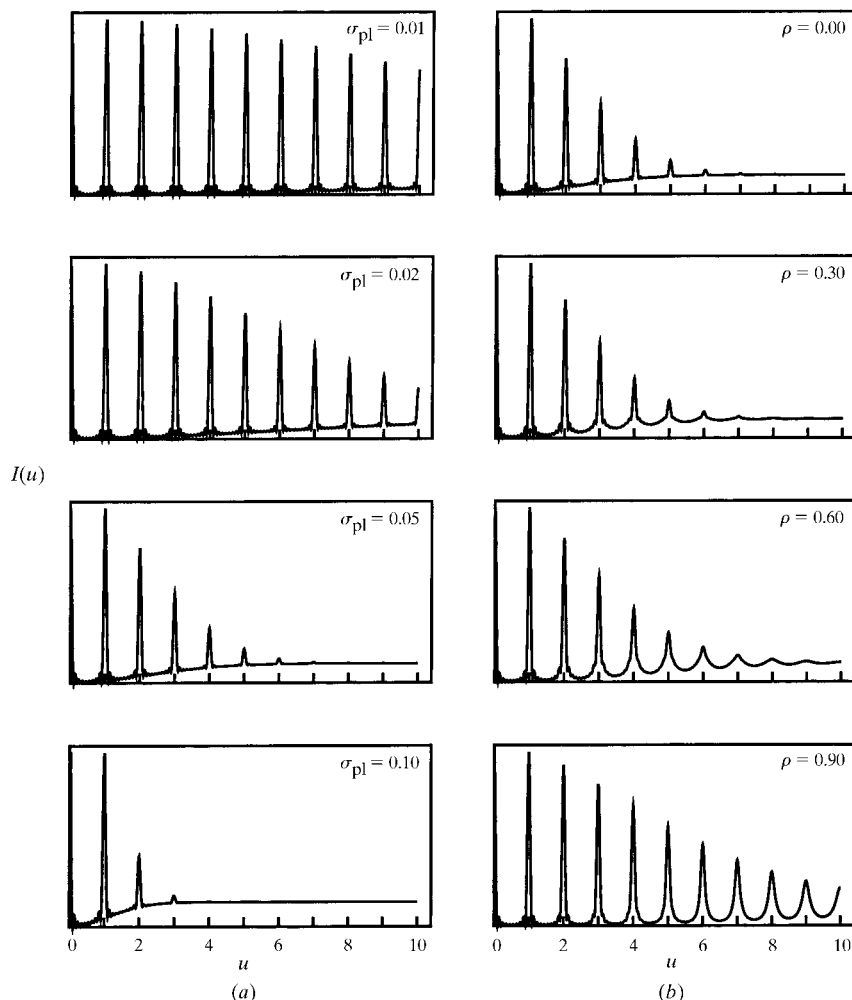 σpl = 0.01
σpl = 0.02
I(u)
σpl = 0.05
σpl = 0.10
0 2 4 6 8 10
u
(a)
ρ = 0.00
ρ = 0.30
ρ = 0.60
ρ = 0.90
0 2 4 6 8 10
u
(b)